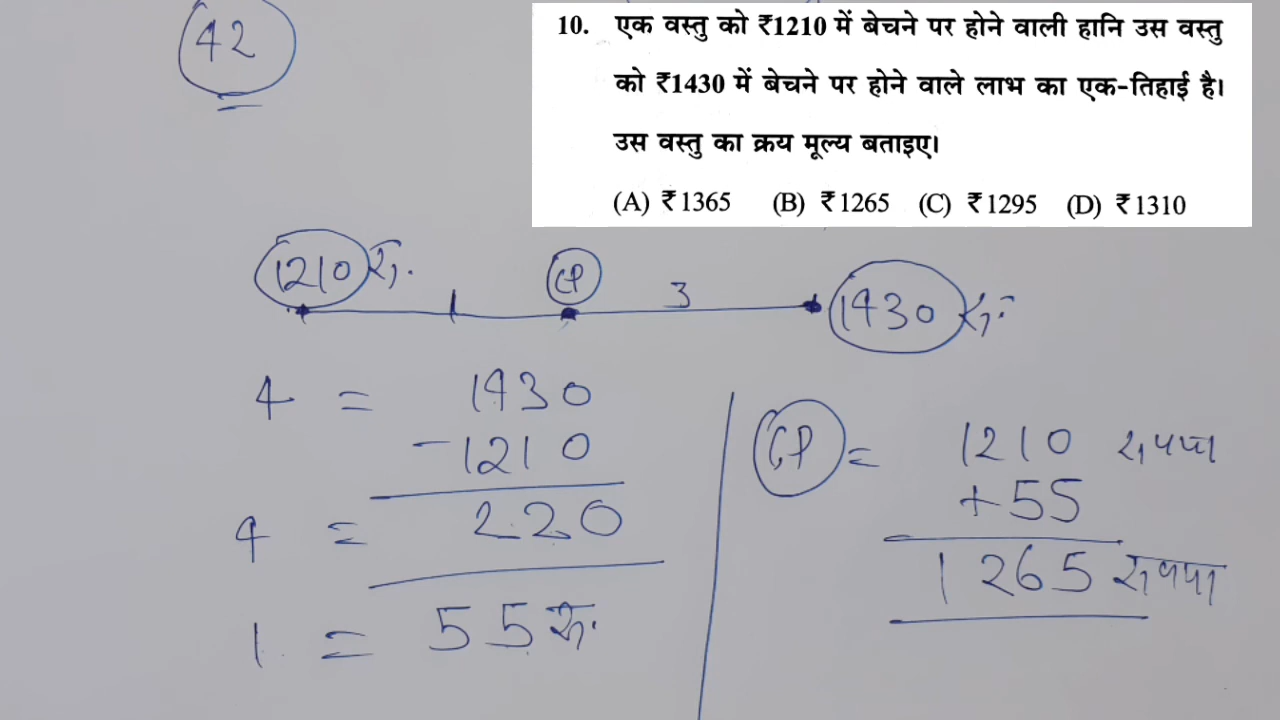 42
10. एक वस्तु को ₹1210 में बेचने पर होने वाली हानि उस वस्तु
को ₹1430 में बेचने पर होने वाले लाभ का एक-तिहाई है।
उस वस्तु का क्रय मूल्य बताइए।
(A) ₹1365 (B) ₹1265 (C) ₹1295 (D) ₹1310
1210 रु. 1 CP 3 1430 रु.
4 = 1430
-1210
4 = 220
1 = 55 रु.
CP = 1210 रुपया
+55
1265 रुपया